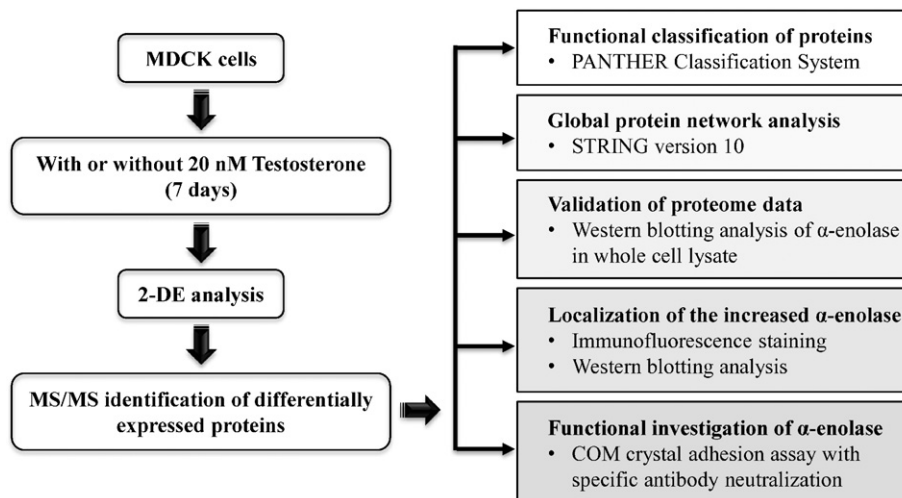 MDCK cells
With or without 20 nM Testosterone
(7 days)
2-DE analysis
MS/MS identification of differentially
expressed proteins
Functional classification of proteins
• PANTHER Classification System
Global protein network analysis
• STRING version 10
Validation of proteome data
• Western blotting analysis of α-enolase
in whole cell lysate
Localization of the increased α-enolase
• Immunofluorescence staining
• Western blotting analysis
Functional investigation of α-enolase
• COM crystal adhesion assay with
specific antibody neutralization